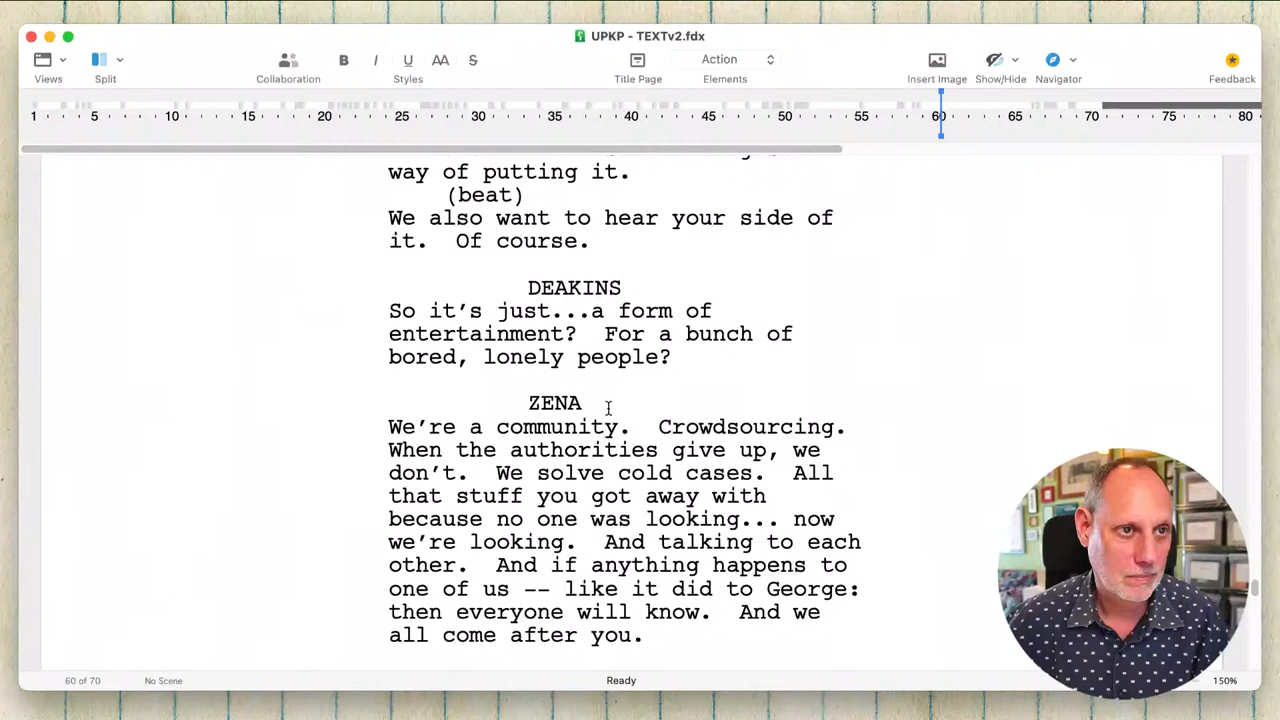 UPKP - TEXTv2.fdx
Views
Split
Collaboration
B I U AA S
Styles
Title Page
Action
Elements
Insert Image
Show/Hide
Navigator
Feedback
1 5 10 15 20 25 30 35 40 45 50 55 60 65 70 75 80
way of putting it.
(beat)
We also want to hear your side of
it.  Of course.
DEAKINS
So it's just...a form of
entertainment?  For a bunch of
bored, lonely people?
ZENA
We're a community.  Crowdsourcing.
When the authorities give up, we
don't.  We solve cold cases.  All
that stuff you got away with
because no one was looking... now
we're looking.  And talking to each
other.  And if anything happens to
one of us -- like it did to George:
then everyone will know.  And we
all come after you.
60 of 70
No Scene
Ready
150%